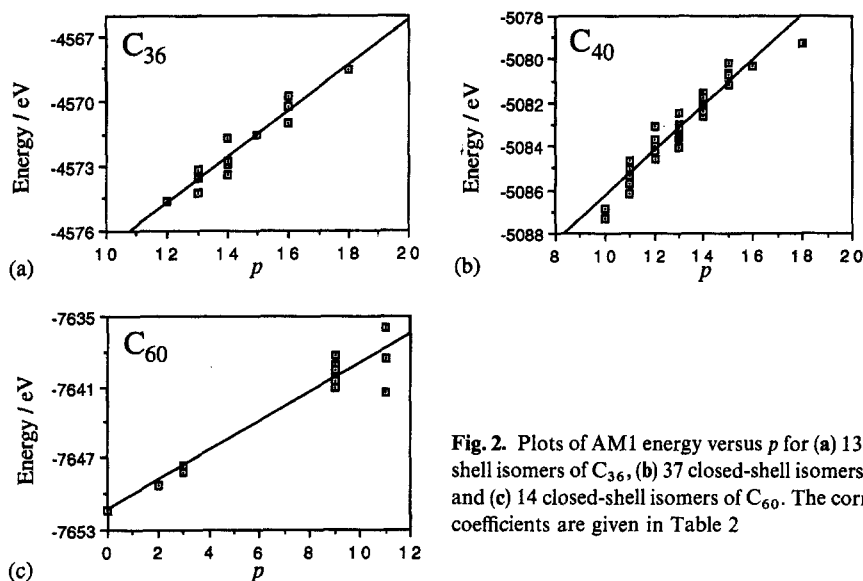 C36
-4567
-4570
-4573
-4576
Energy / eV
10 12 14 16 18 20
p
(a)
C40
-5078
-5080
-5082
-5084
-5086
-5088
Energy / eV
8 10 12 14 16 18 20
p
(b)
C60
-7635
-7641
-7647
-7653
Energy / eV
0 2 4 6 8 10 12
p
(c)
Fig. 2. Plots of AM1 energy versus p for (a) 13
shell isomers of C36, (b) 37 closed-shell isomers
and (c) 14 closed-shell isomers of C60. The corr
coefficients are given in Table 2